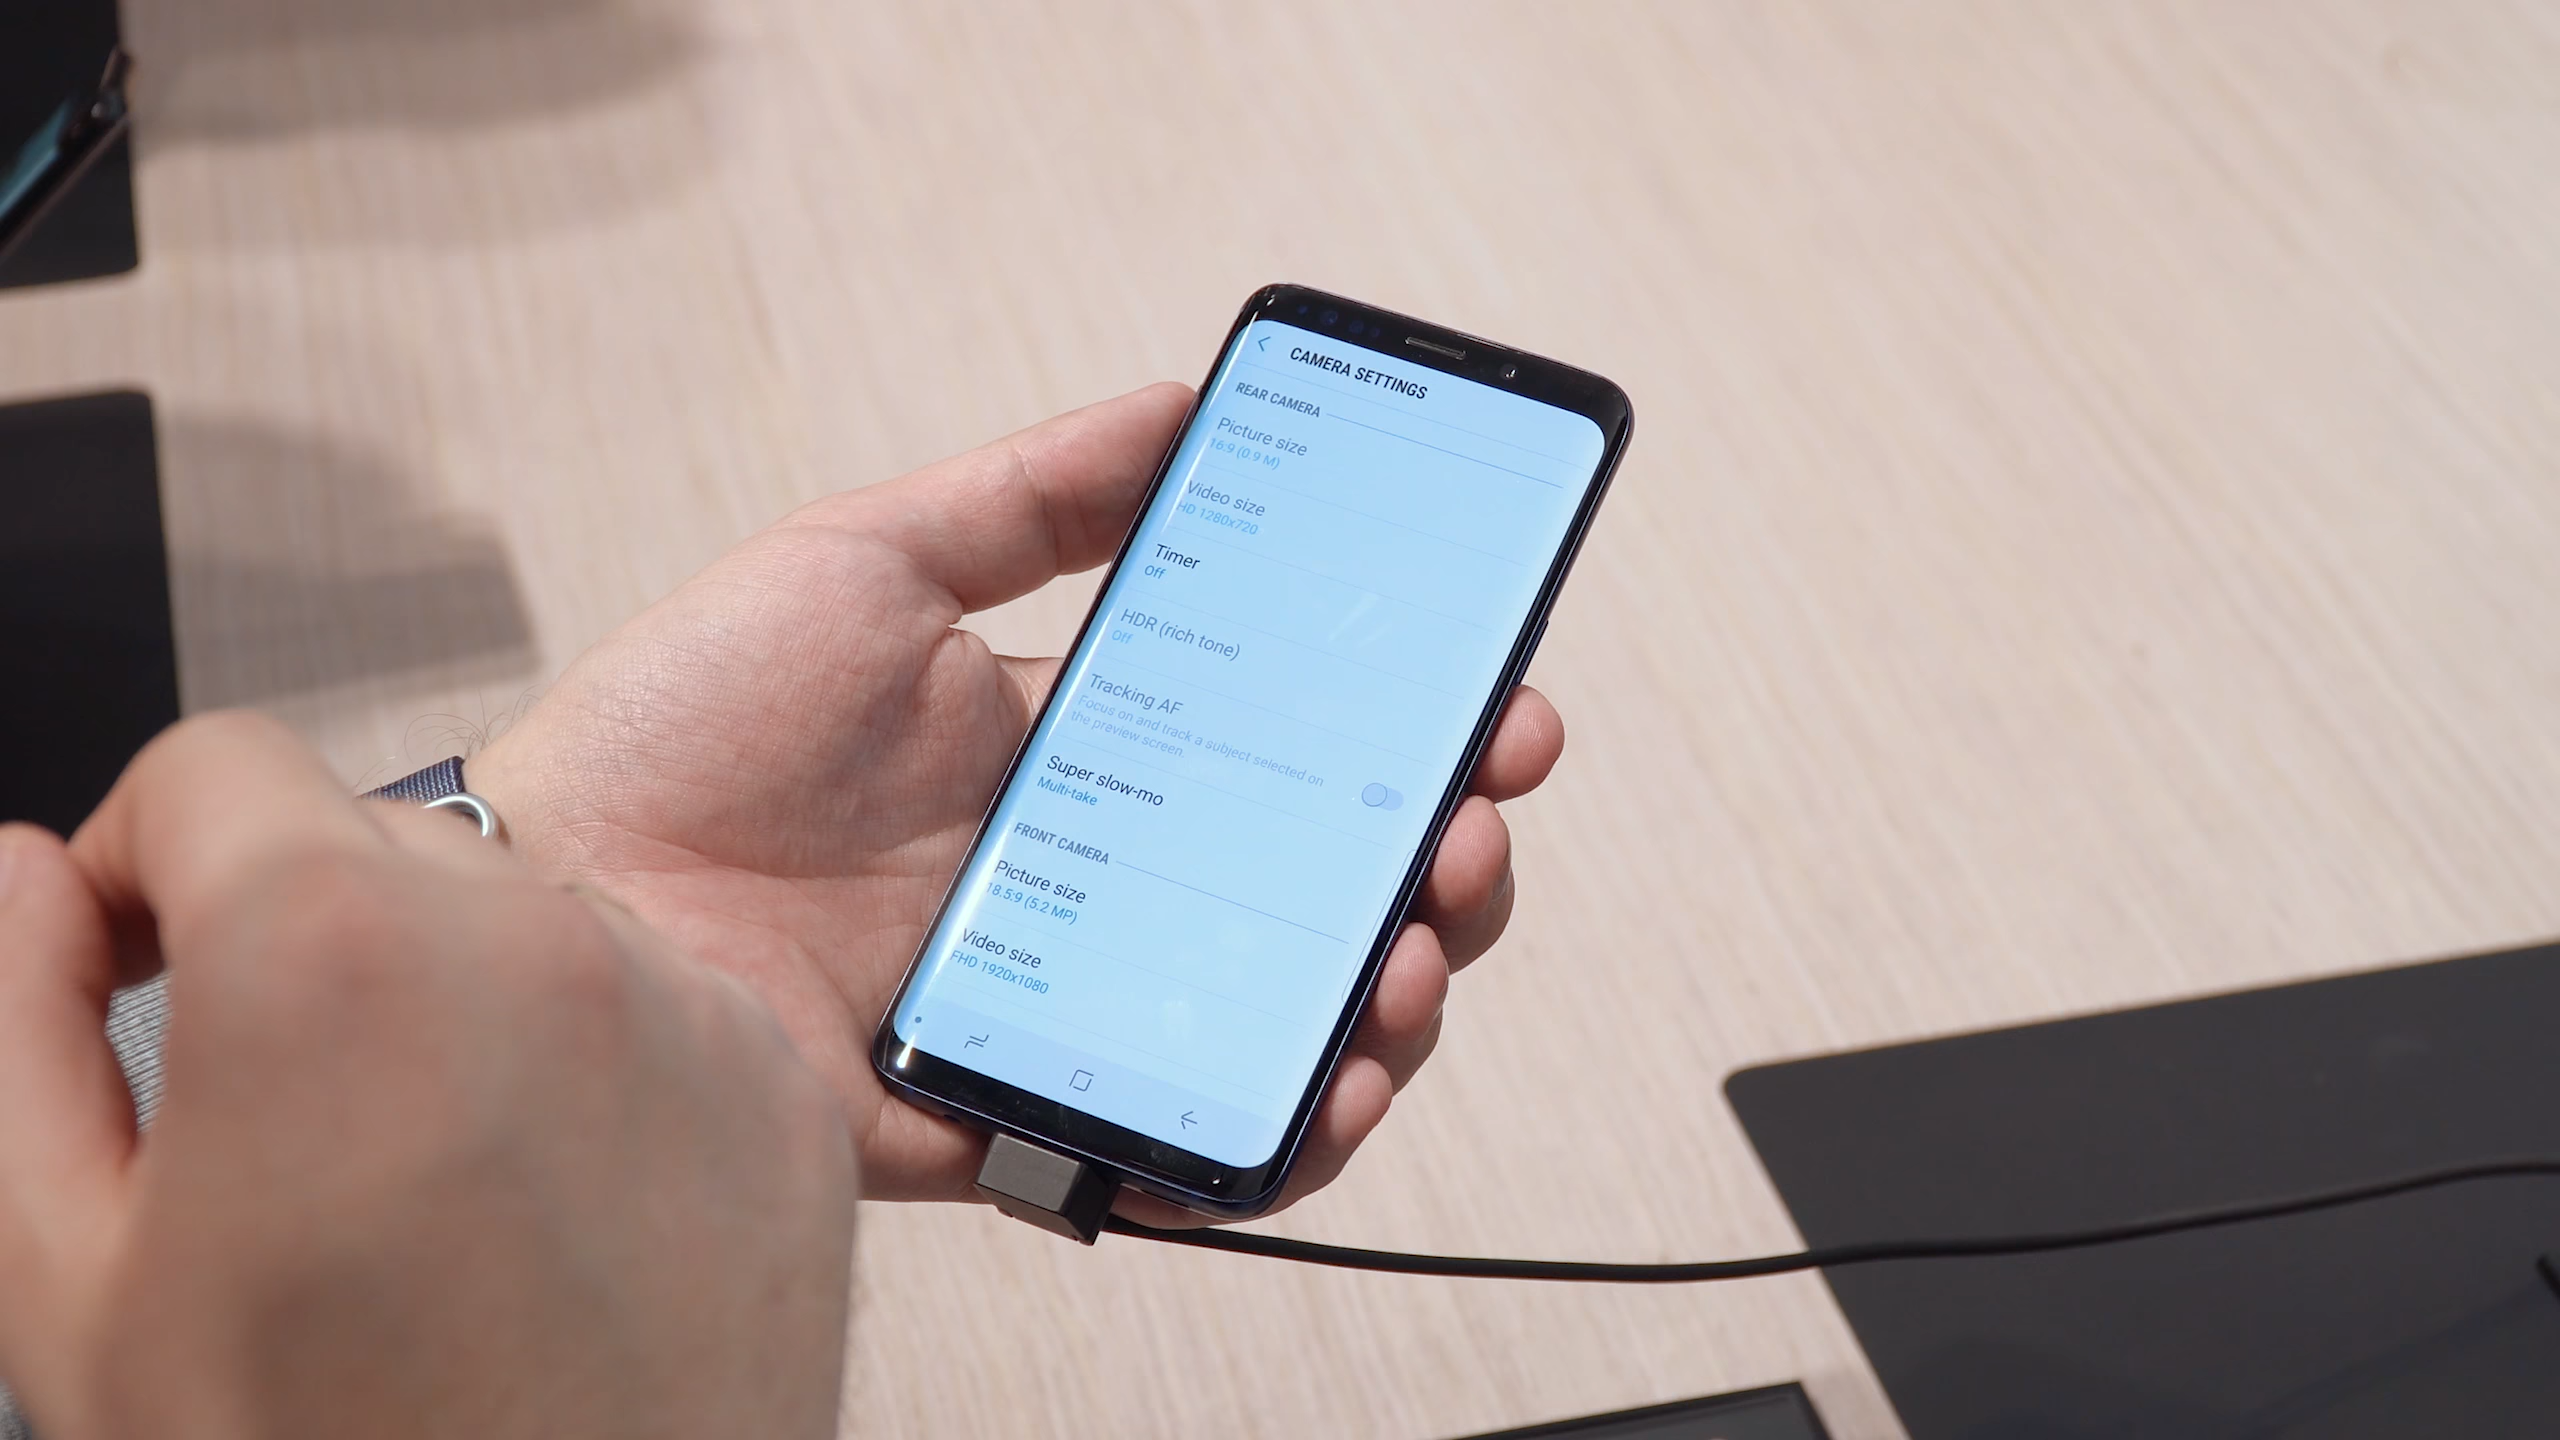 CAMERA SETTINGS
REAR CAMERA
Picture size
16:9 (0.9 M)
Video size
HD 1280x720
Timer
Off
HDR (rich tone)
Off
Tracking AF
Focus on and track a subject selected on
the preview screen.
Super slow-mo
Multi-take
FRONT CAMERA
Picture size
18.5:9 (5.2 MP)
Video size
FHD 1920x1080